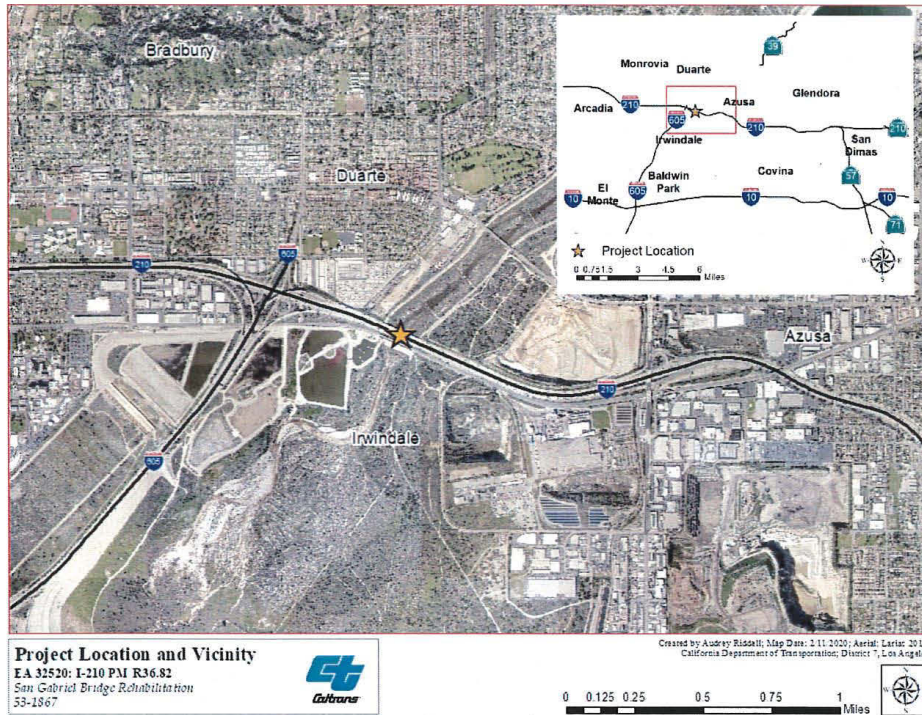 Bradbury
Duarte
210
605
Azusa
210
Irwindale
605
39
Monrovia
Duarte
Arcadia
210
Azusa
Glendora
605
Irwindale
210
210
San
Dimas
57
Baldwin
Park
Covina
El
Monte
605
10
10
10
71
Project Location
0 0.75 1.5 3 4.5 6
Miles
Project Location and Vicinity
EA 32520: I-210 PM R36.82
San Gabriel Bridge Rehabilitation
53-1867
Caltrans
Created by Audrey Riddell; Map Date: 2/11/2020; Aerial: Lariac 201
California Department of Transportation; District 7, Los Angele
0 0.125 0.25 0.5 0.75 1
Miles